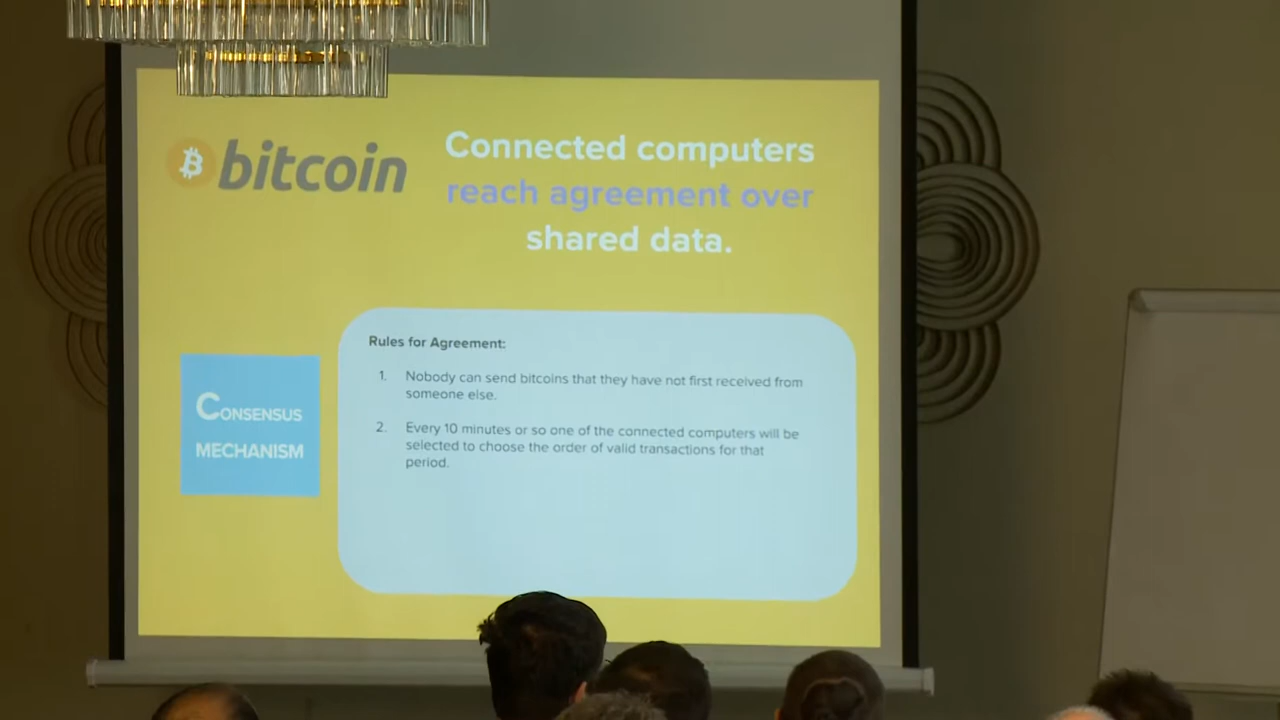 bitcoin
Connected computers
reach agreement over
shared data.
Rules for Agreement:
1. Nobody can send bitcoins that they have not first received from
someone else.
2. Every 10 minutes or so one of the connected computers will be
selected to choose the order of valid transactions for that
period.
CONSENSUS
MECHANISM